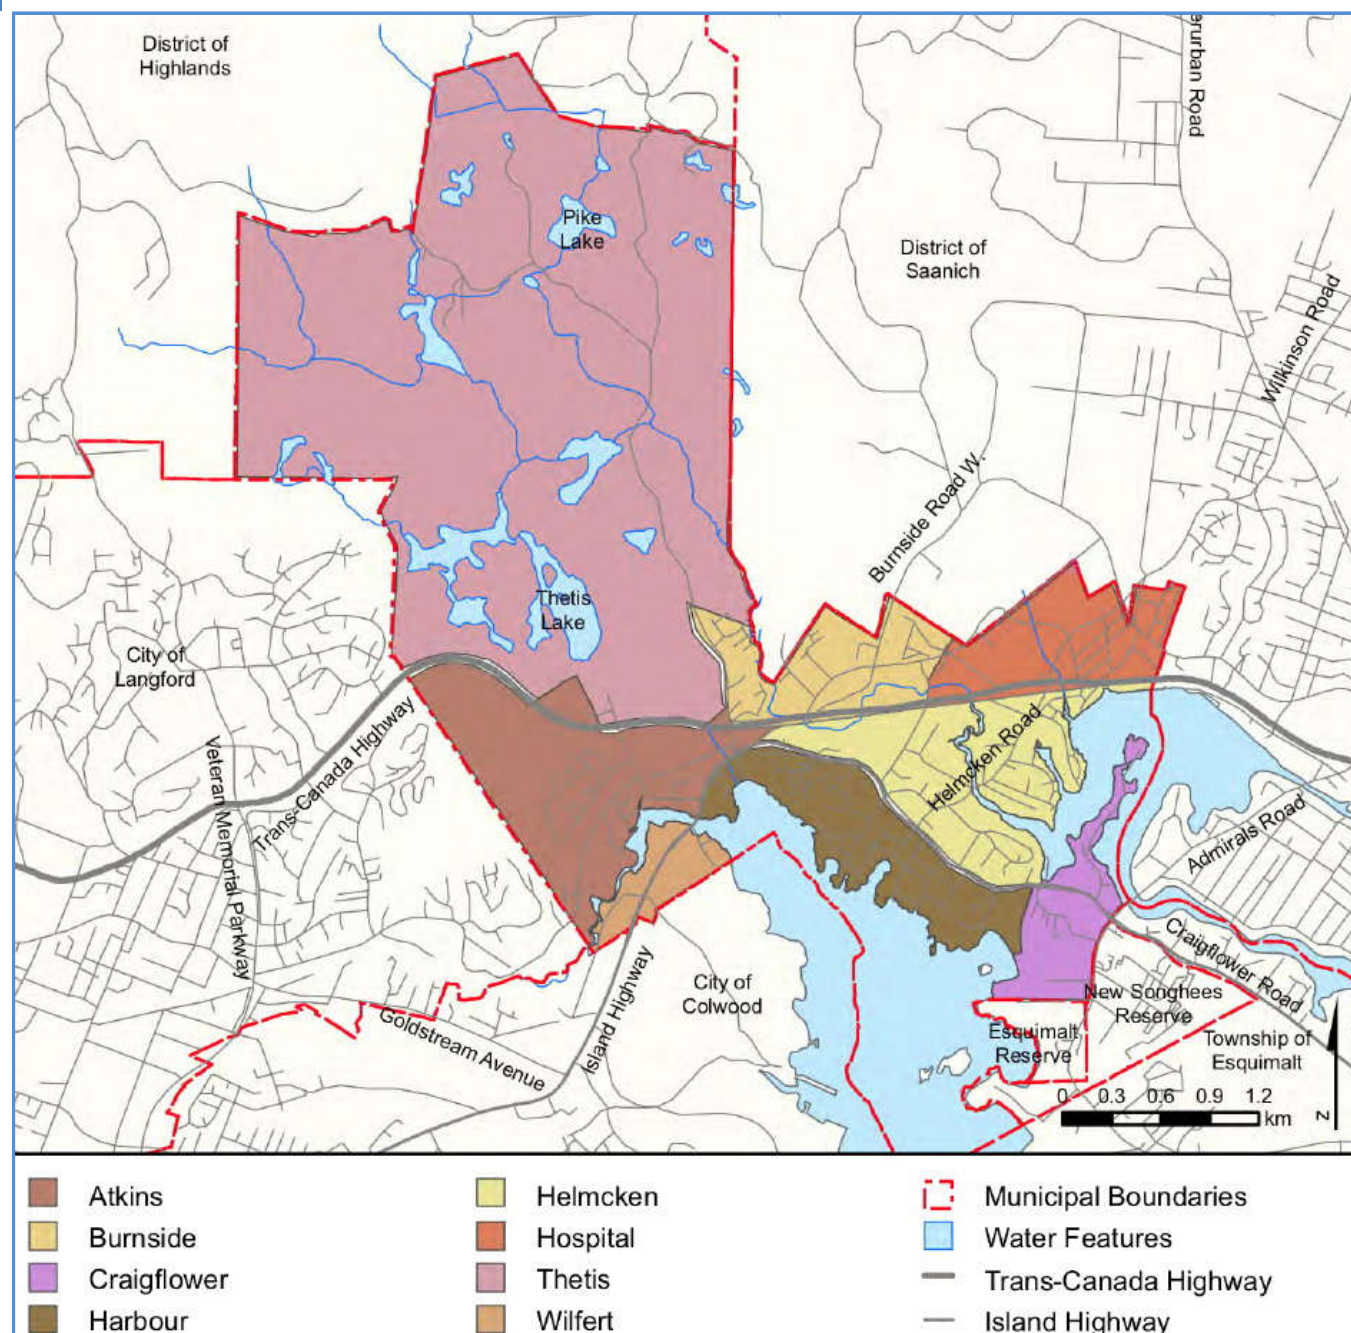 District of
Highlands
erurban Road
Pike
Lake
District of
Saanich
Wilkinson Road
Burnside Road W.
Thetis
Lake
City of
Langford
Veteran Memorial Parkway
Trans-Canada Highway
Helmcken Road
Admirals Road
Craigflower Road
City of
Colwood
New Songhees
Reserve
Esquimalt
Reserve
Township of
Esquimalt
Goldstream Avenue
Island Highway
0 0.3 0.6 0.9 1.2
km
N
Atkins
Burnside
Craigflower
Harbour
Helmcken
Hospital
Thetis
Wilfert
Municipal Boundaries
Water Features
Trans-Canada Highway
Island Highway